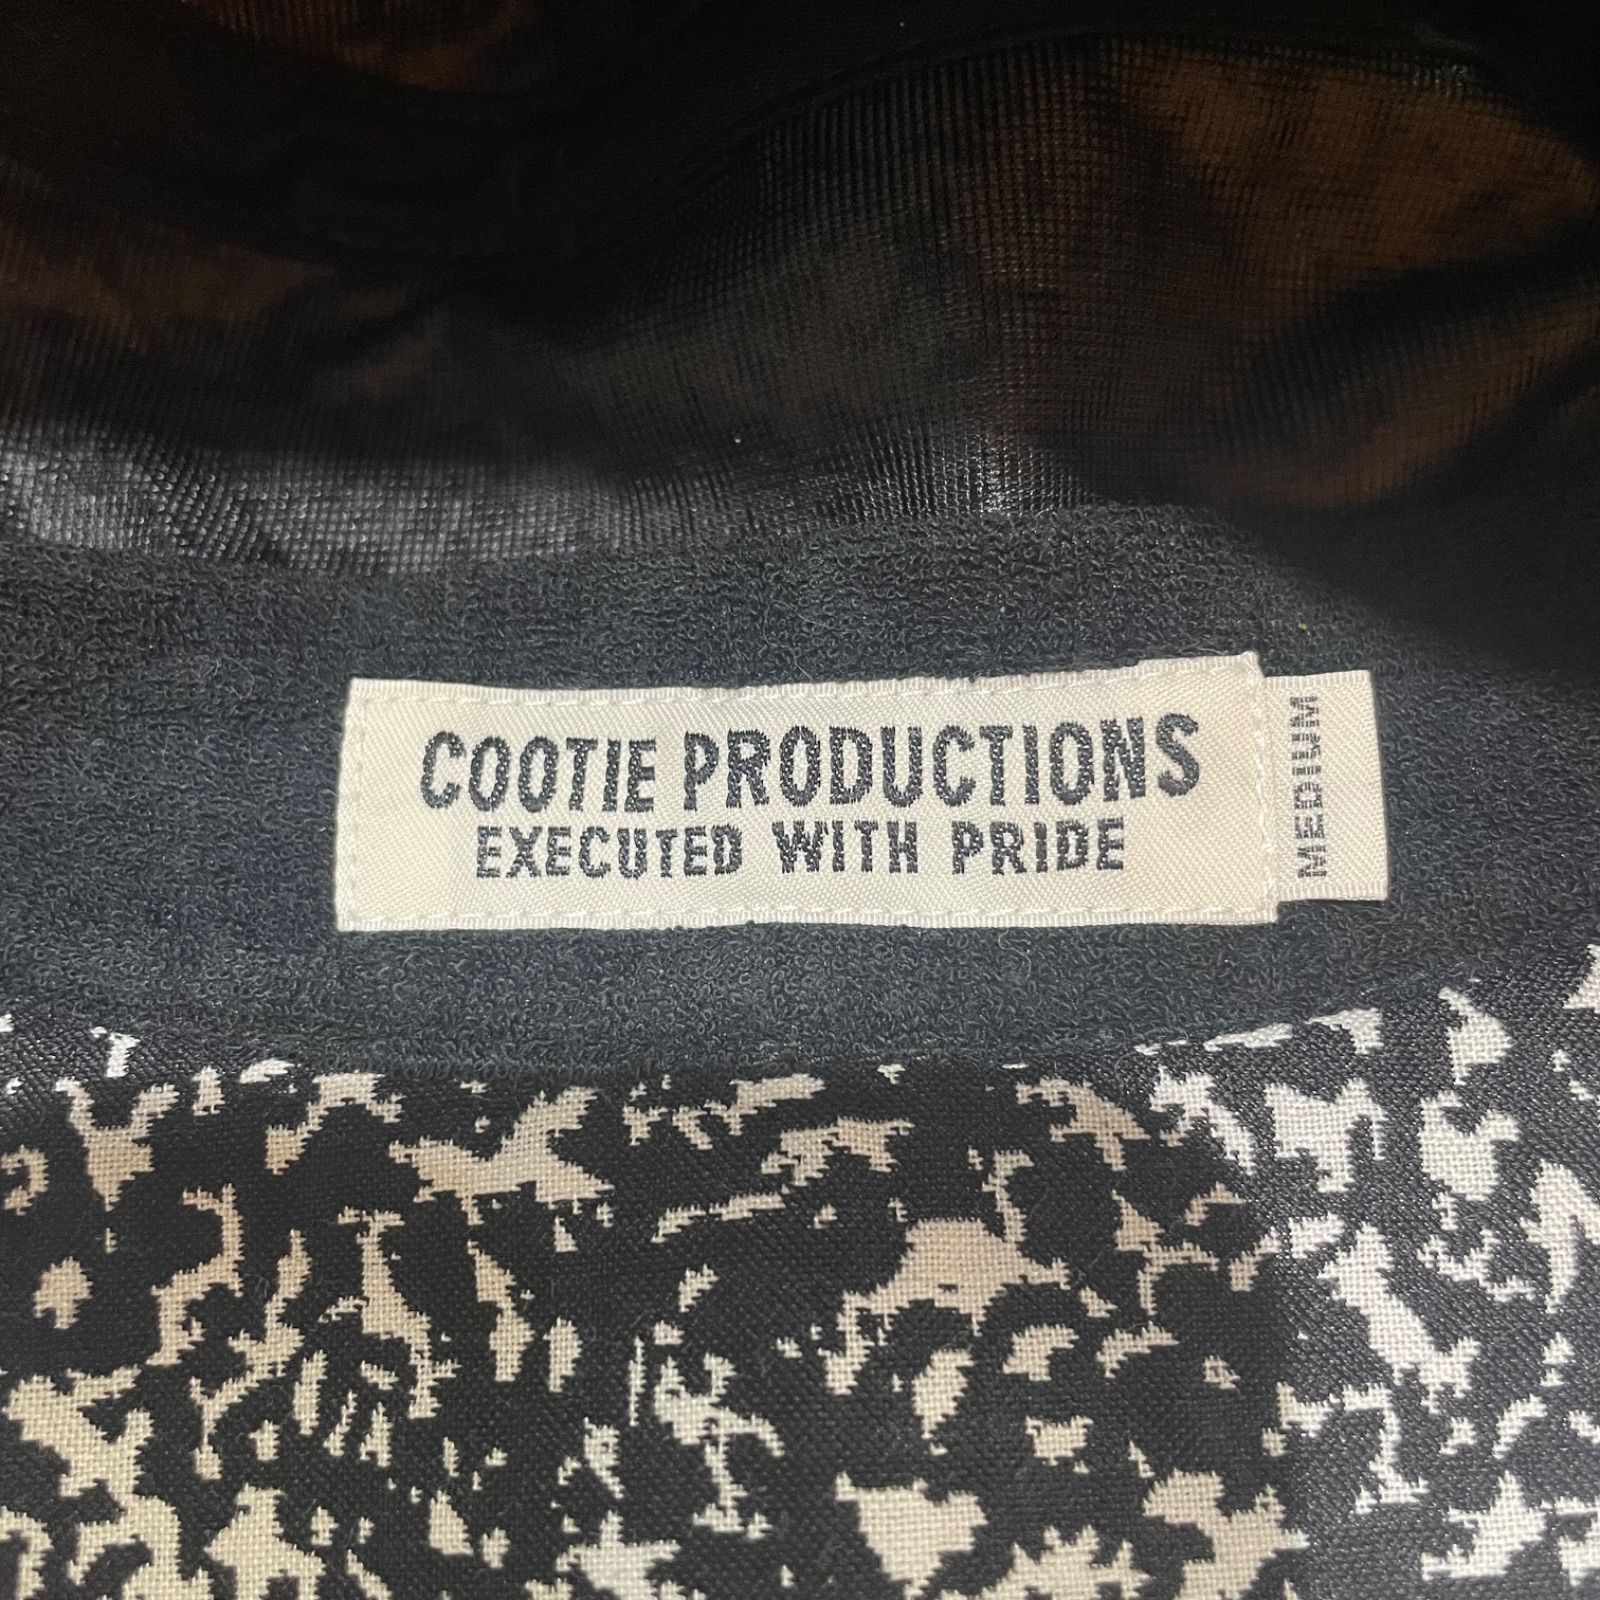 COOTIE PRODUCTIONS
EXECUTED WITH PRIDE
MEDIUM